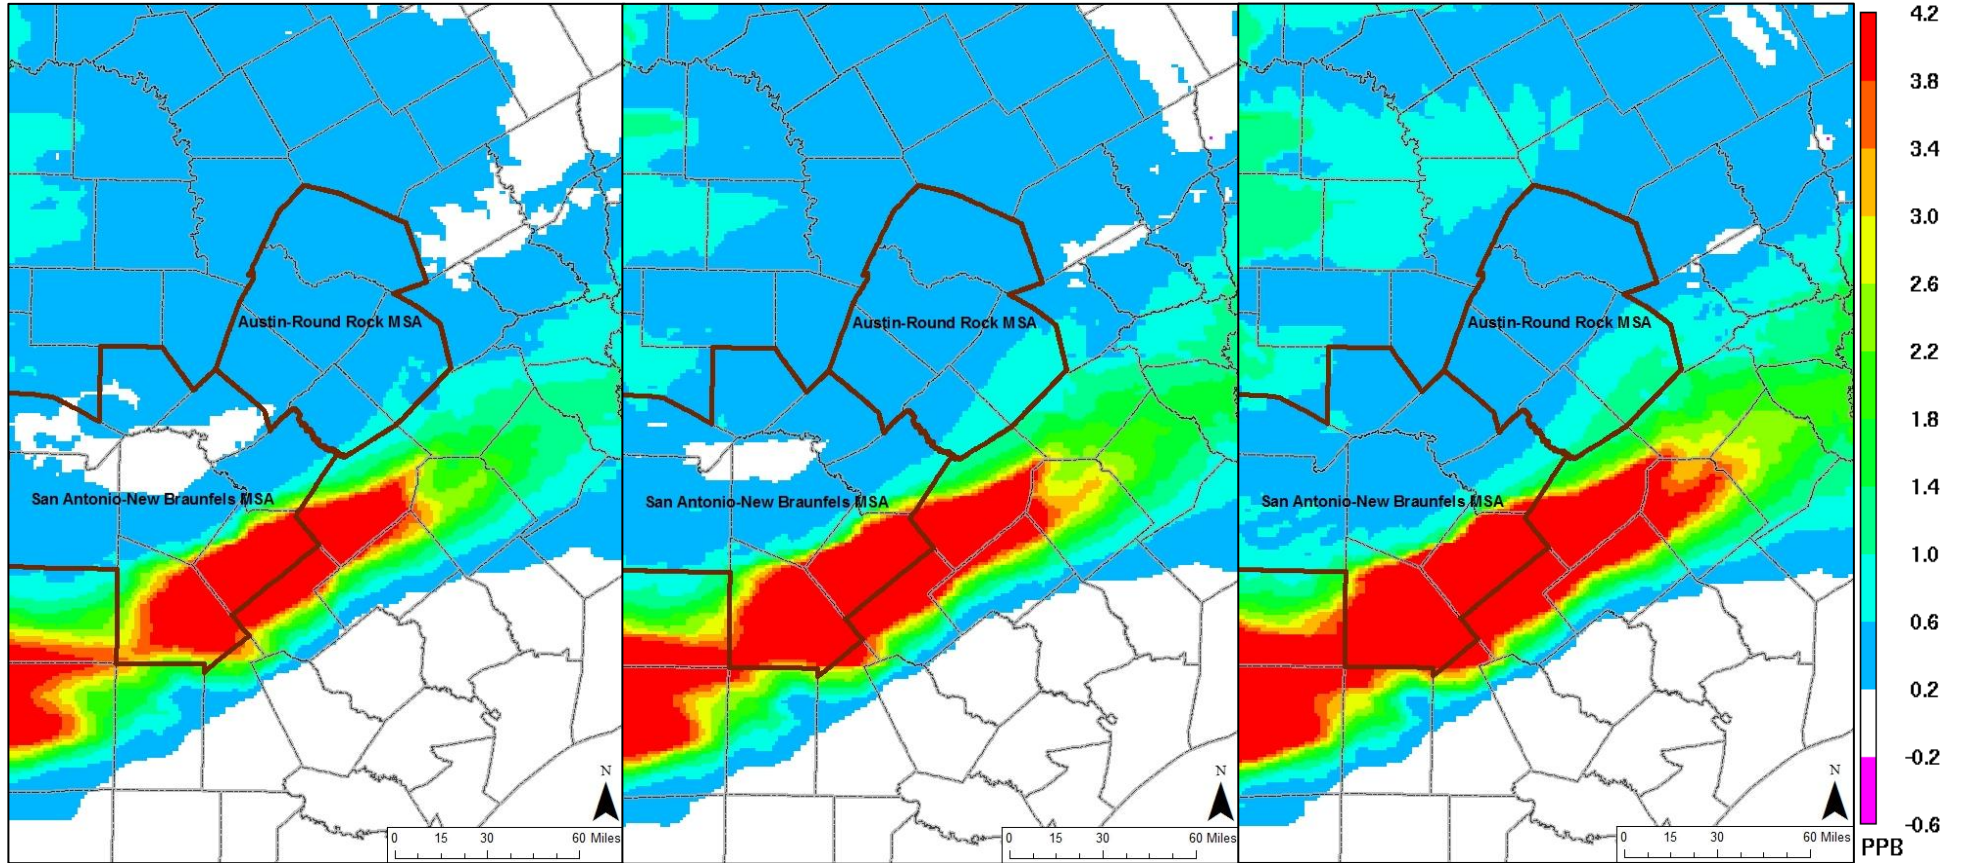 Austin-Round Rock MSA
San Antonio-New Braunfels MSA
N
0 15 30 60 Miles
Austin-Round Rock MSA
San Antonio-New Braunfels MSA
N
0 15 30 60 Miles
Austin-Round Rock MSA
San Antonio-New Braunfels MSA
N
0 15 30 60 Miles
4.2
3.8
3.4
3.0
2.6
2.2
1.8
1.4
1.0
0.6
0.2
-0.2
-0.6
PPB